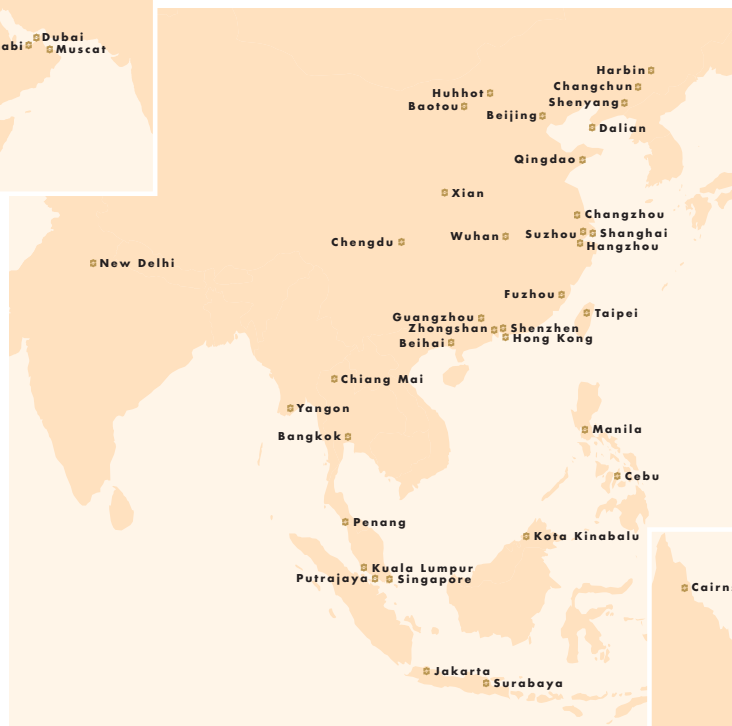 Dubai
abi
Muscat
Harbin
Changchun
Huhhot
Shenyang
Baotou
Beijing
Dalian
Qingdao
Xian
Changzhou
Shanghai
Suzhou
Wuhan
Chengdu
Hangzhou
New Delhi
Fuzhou
Taipei
Guangzhou
Zhongshan
Shenzhen
Hong Kong
Beihai
Chiang Mai
Yangon
Manila
Bangkok
Cebu
Penang
Kota Kinabalu
Kuala Lumpur
Putrajaya
Singapore
Cairn
Jakarta
Surabaya